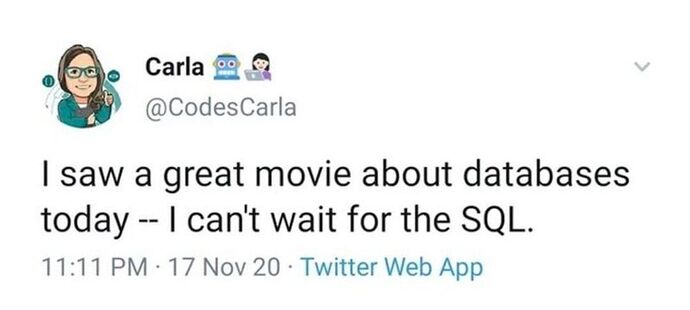 Carla 🤖👩🏻‍💻
@CodesCarla
I saw a great movie about databases
today -- I can't wait for the SQL.
11:11 PM · 17 Nov 20 · Twitter Web App